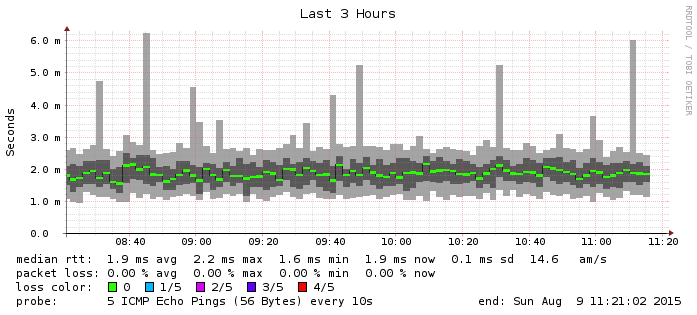 Last 3 Hours
RRDTOOL / TOBI OETIKER
Seconds
6.0 m
5.0 m
4.0 m
3.0 m
2.0 m
1.0 m
0.0
08:40 09:00 09:20 09:40 10:00 10:20 10:40 11:00 11:20
median rtt: 1.9 ms avg 2.2 ms max 1.6 ms min 1.9 ms now 0.1 ms sd 14.6 am/s
packet loss: 0.00 % avg 0.00 % max 0.00 % min 0.00 % now
loss color: 0 1/5 2/5 3/5 4/5
probe: 5 ICMP Echo Pings (56 Bytes) every 10s end: Sun Aug 9 11:21:02 2015